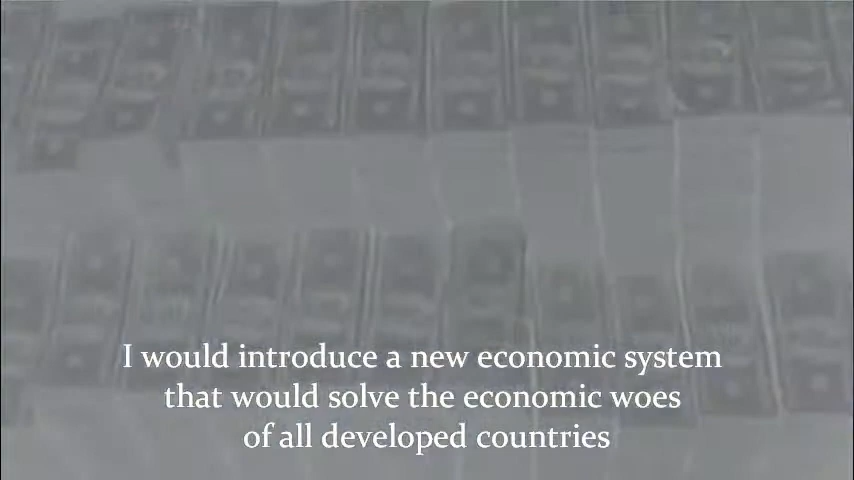 I would introduce a new economic system
that would solve the economic woes
of all developed countries